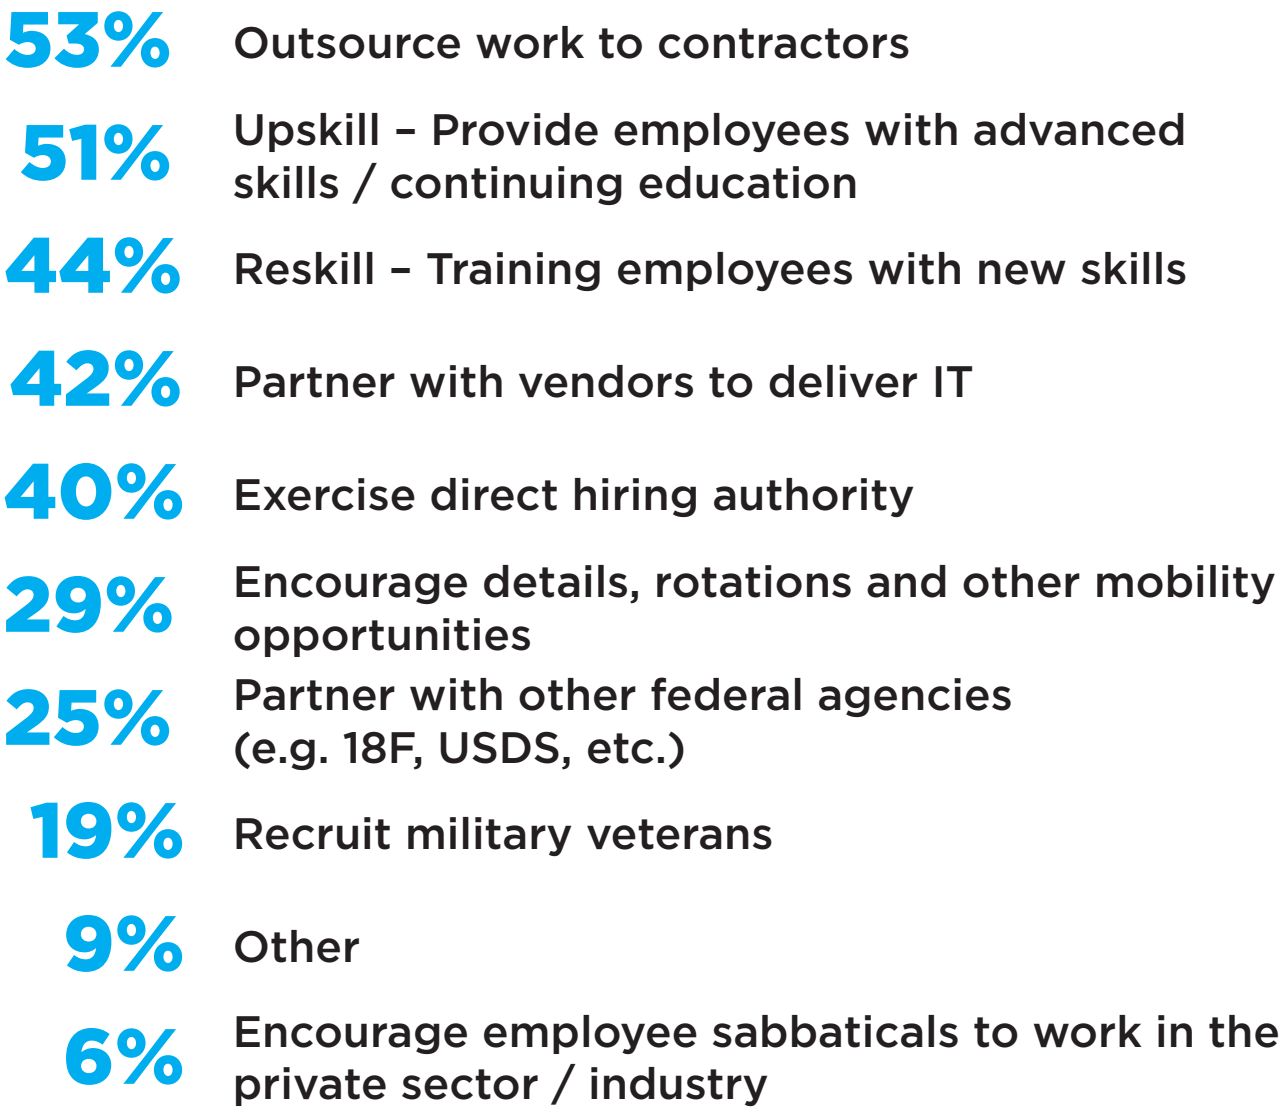 53% Outsource work to contractors
51% Upskill – Provide employees with advanced
skills / continuing education
44% Reskill – Training employees with new skills
42% Partner with vendors to deliver IT
40% Exercise direct hiring authority
29% Encourage details, rotations and other mobility
opportunities
25% Partner with other federal agencies
(e.g. 18F, USDS, etc.)
19% Recruit military veterans
9% Other
6% Encourage employee sabbaticals to work in the
private sector / industry